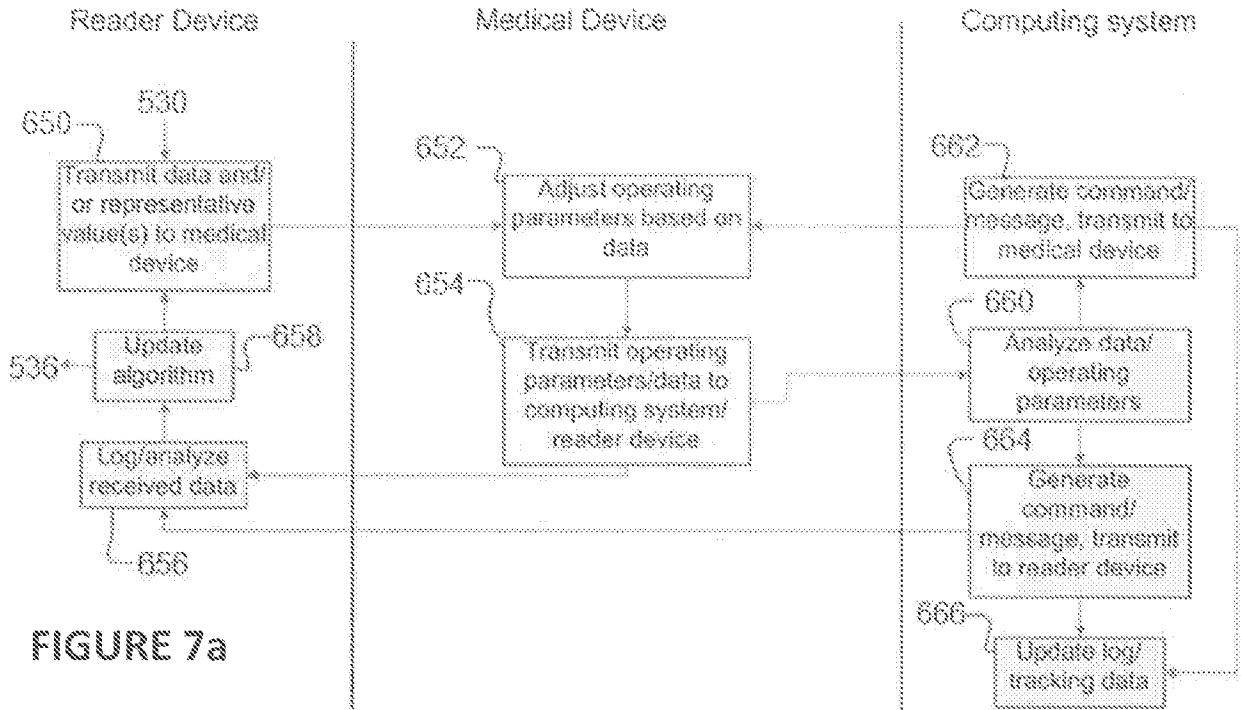 Reader Device
Medical Device
Computing system
530
650
Transmit data and/
or representative
value(s) to medical
device
658
Update
algorithm
536
Log/analyze
received data
656
652
Adjust operating
parameters based on
data
654
Transmit operating
parameters/data to
computing system/
reader device
662
Generate command/
message, transmit to
medical device
660
Analyze data/
operating
parameters
664
Generate
command/
message, transmit
to reader device
666
Update log/
tracking data
FIGURE 7a